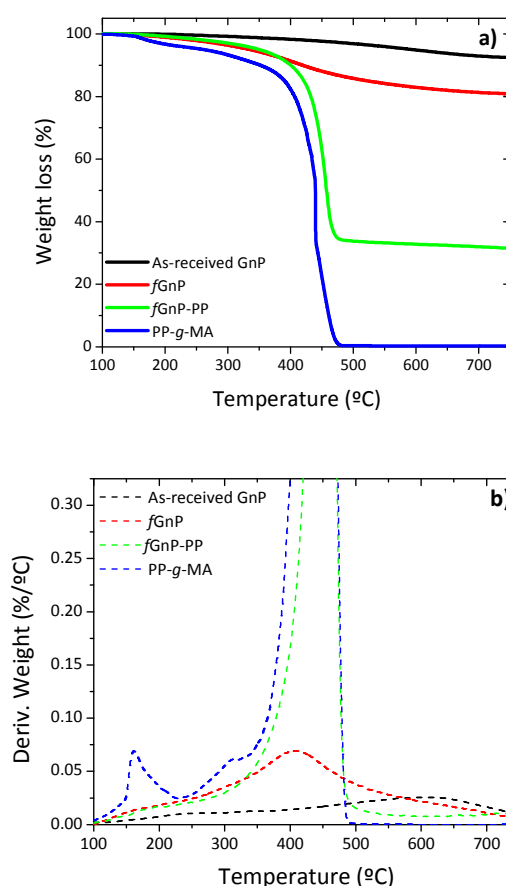 a)
100
80
60
40
20
0
Weight loss (%)
As-received GnP
fGnP
fGnP-PP
PP-g-MA
100 200 300 400 500 600 700
Temperature (ºC)
b)
0.30
0.25
0.20
0.15
0.10
0.05
0.00
Deriv. Weight (%/ºC)
As-received GnP
fGnP
fGnP-PP
PP-g-MA
100 200 300 400 500 600 700
Temperature (ºC)